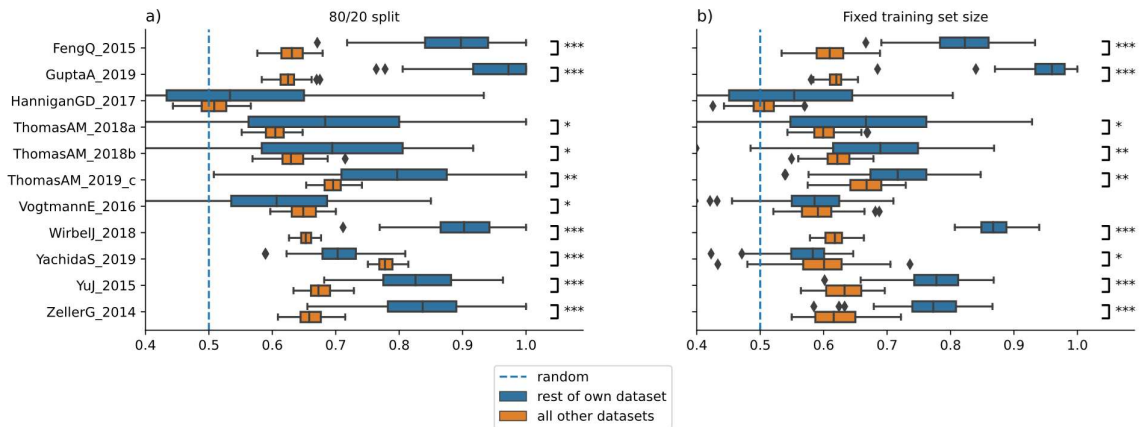 a) 80/20 split
b) Fixed training set size
FengQ_2015 *** ***
GuptaA_2019 *** ***
HanniganGD_2017
ThomasAM_2018a * *
ThomasAM_2018b * **
ThomasAM_2019_c ** **
VogtmannE_2016 *
WirbelJ_2018 *** ***
YachidaS_2019 *** *
YuJ_2015 *** ***
ZellerG_2014 *** ***
0.4 0.5 0.6 0.7 0.8 0.9 1.0
0.4 0.5 0.6 0.7 0.8 0.9 1.0
random
rest of own dataset
all other datasets